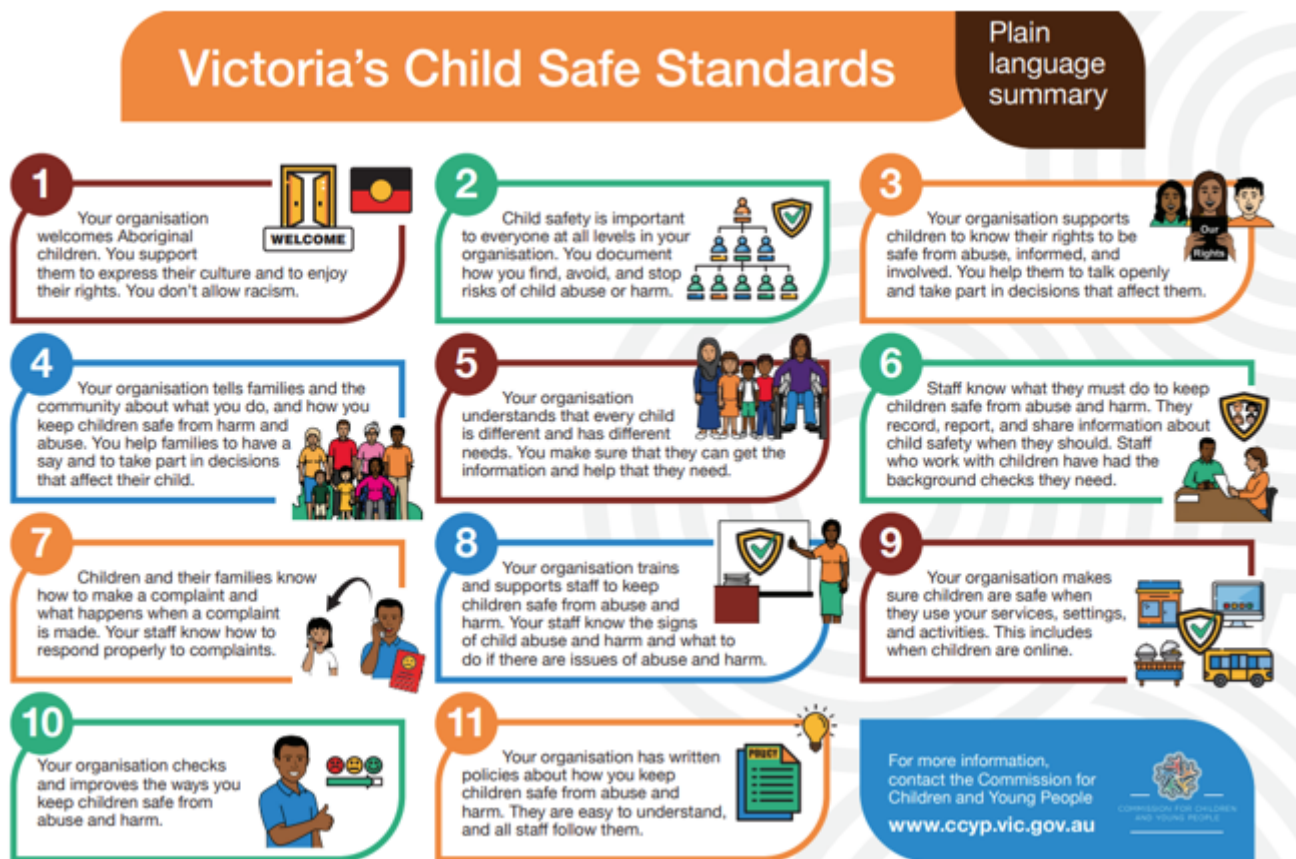 Victoria's Child Safe Standards
Plain
language
summary
1
Your organisation
welcomes Aboriginal
children. You support
them to express their culture and to enjoy
their rights. You don't allow racism.
WELCOME
2
Child safety is important
to everyone at all levels in your
organisation. You document
how you find, avoid, and stop
risks of child abuse or harm.
3
Your organisation supports
children to know their rights to be
safe from abuse, informed, and
involved. You help them to talk openly
and take part in decisions that affect them.
Our
Rights
4
Your organisation tells families and the
community about what you do, and how you
keep children safe from harm and
abuse. You help families to have a
say and to take part in decisions
that affect their child.
5
Your organisation
understands that every child
is different and has different
needs. You make sure that they can get the
information and help that they need.
6
Staff know what they must do to keep
children safe from abuse and harm. They
record, report, and share information about
child safety when they should. Staff
who work with children have had the
background checks they need.
7
Children and their families know
how to make a complaint and
what happens when a complaint
is made. Your staff know how to
respond properly to complaints.
8
Your organisation trains
and supports staff to keep
children safe from abuse and
harm. Your staff know the signs
of child abuse and harm and what to
do if there are issues of abuse and harm.
9
Your organisation makes
sure children are safe when
they use your services, settings,
and activities. This includes
when children are online.
10
Your organisation checks
and improves the ways you
keep children safe from
abuse and harm.
11
Your organisation has written
policies about how you keep
children safe from abuse and
harm. They are easy to understand,
and all staff follow them.
POLICY
For more information,
contact the Commission for
Children and Young People
www.ccyp.vic.gov.au
COMMISSION FOR CHILDREN
AND YOUNG PEOPLE